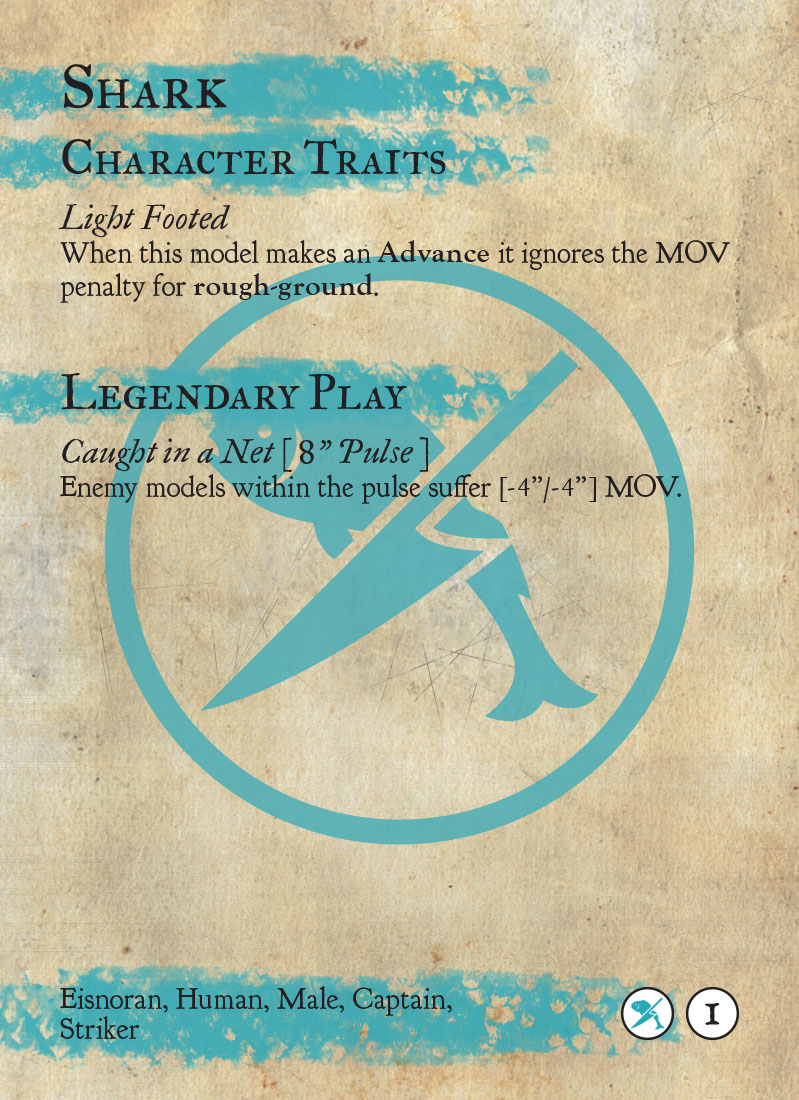 Shark
Character Traits
Light Footed
When this model makes an Advance it ignores the MOV
penalty for rough-ground.
Legendary Play
Caught in a Net [ 8” Pulse ]
Enemy models within the pulse suffer [-4”/-4”] MOV.
Eisnoran, Human, Male, Captain,
Striker
1